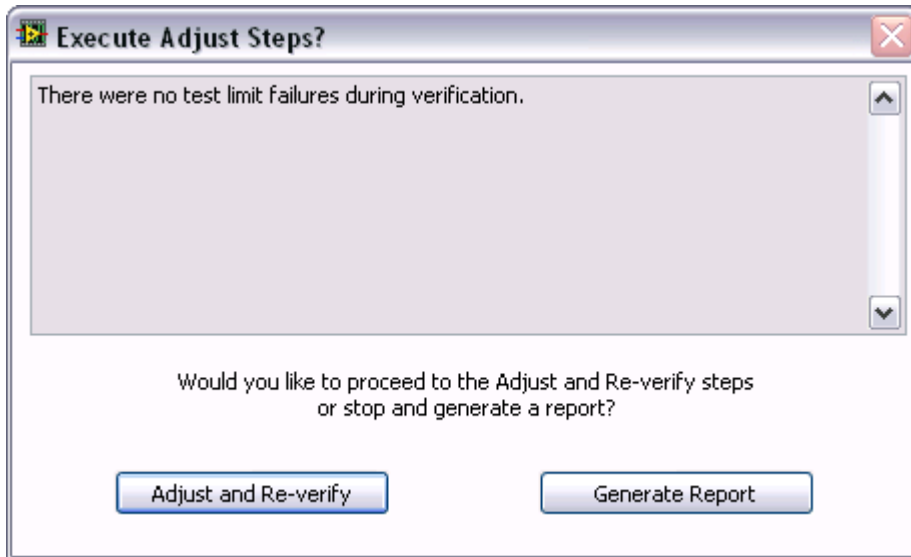 Execute Adjust Steps?
There were no test limit failures during verification.
Would you like to proceed to the Adjust and Re-verify steps
or stop and generate a report?
Adjust and Re-verify
Generate Report